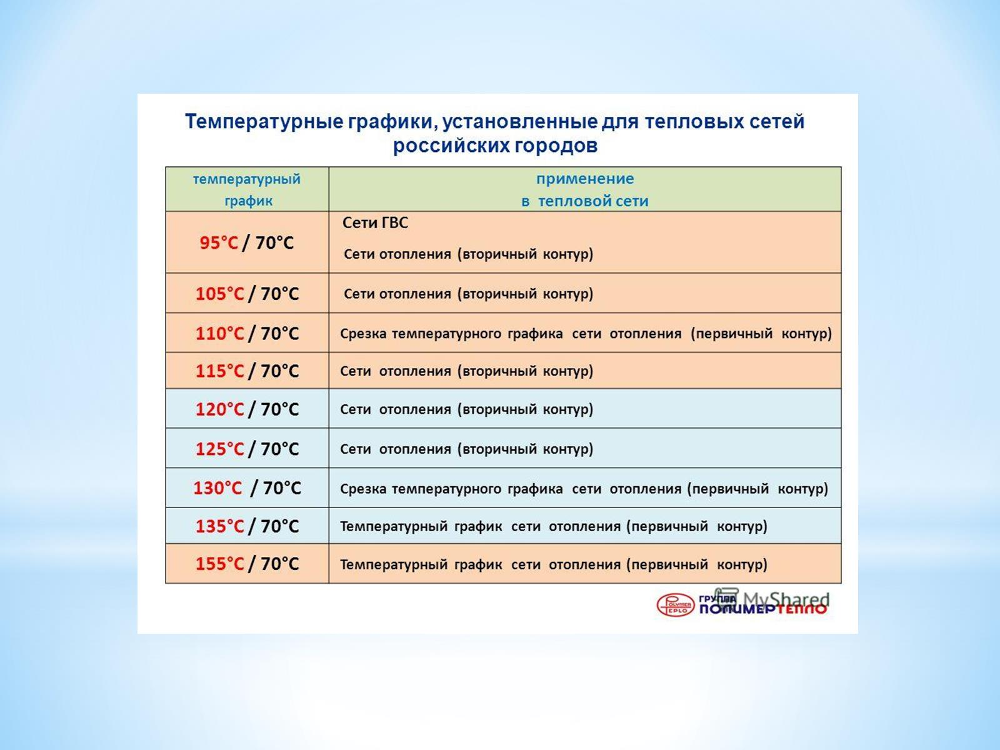 Температурные графики, установленные для тепловых сетей
российских городов
температурный
график
применение
в тепловой сети
95°C / 70°C
Сети ГВС
Сети отопления (вторичный контур)
105°C / 70°C
Сети отопления (вторичный контур)
110°C / 70°C
Срезка температурного графика сети отопления (первичный контур)
115°C / 70°C
Сети отопления (вторичный контур)
120°C / 70°C
Сети отопления (вторичный контур)
125°C / 70°C
Сети отопления (вторичный контур)
130°C / 70°C
Срезка температурного графика сети отопления (первичный контур)
135°C / 70°C
Температурный график сети отопления (первичный контур)
155°C / 70°C
Температурный график сети отопления (первичный контур)
POLYMER
TEPLO
ГРУППА
ПОЛИМЕРТЕПЛО
MyShared